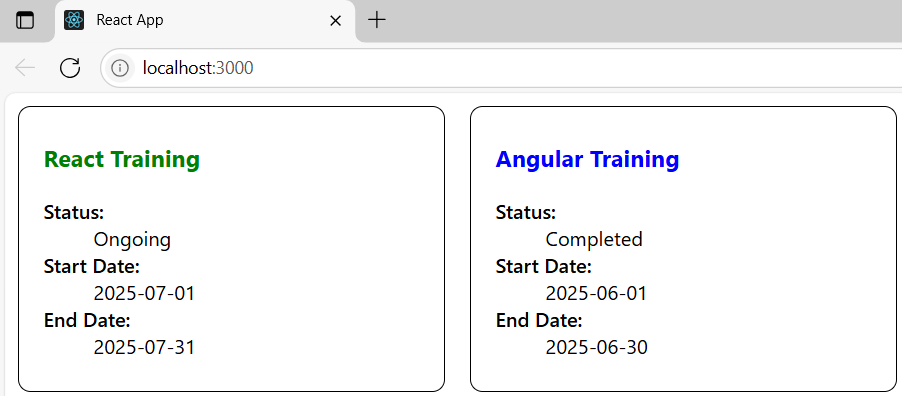 React App
localhost:3000
React Training
Status:
Ongoing
Start Date:
2025-07-01
End Date:
2025-07-31
Angular Training
Status:
Completed
Start Date:
2025-06-01
End Date:
2025-06-30